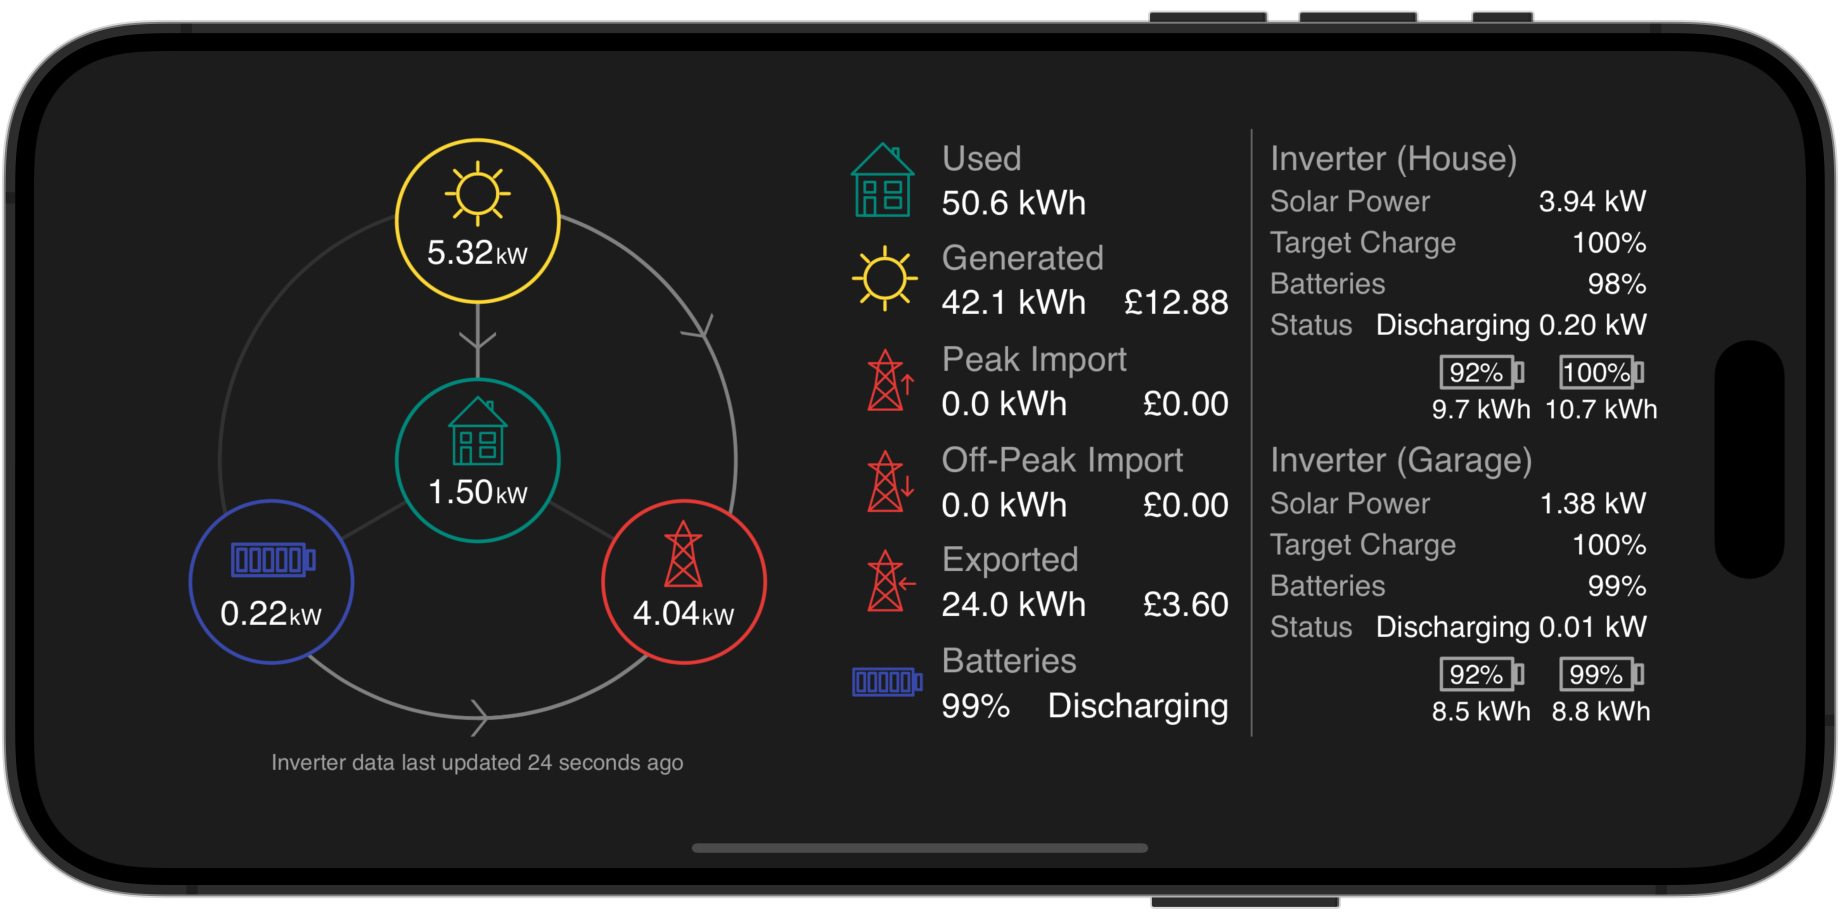 5.32kW
1.50kW
0.22kW
4.04kW
Inverter data last updated 24 seconds ago
Used
50.6 kWh
Generated
42.1 kWh £12.88
Peak Import
0.0 kWh £0.00
Off-Peak Import
0.0 kWh £0.00
Exported
24.0 kWh £3.60
Batteries
99% Discharging
Inverter (House)
Solar Power 3.94 kW
Target Charge 100%
Batteries 98%
Status Discharging 0.20 kW
92% 100%
9.7 kWh 10.7 kWh
Inverter (Garage)
Solar Power 1.38 kW
Target Charge 100%
Batteries 99%
Status Discharging 0.01 kW
92% 99%
8.5 kWh 8.8 kWh